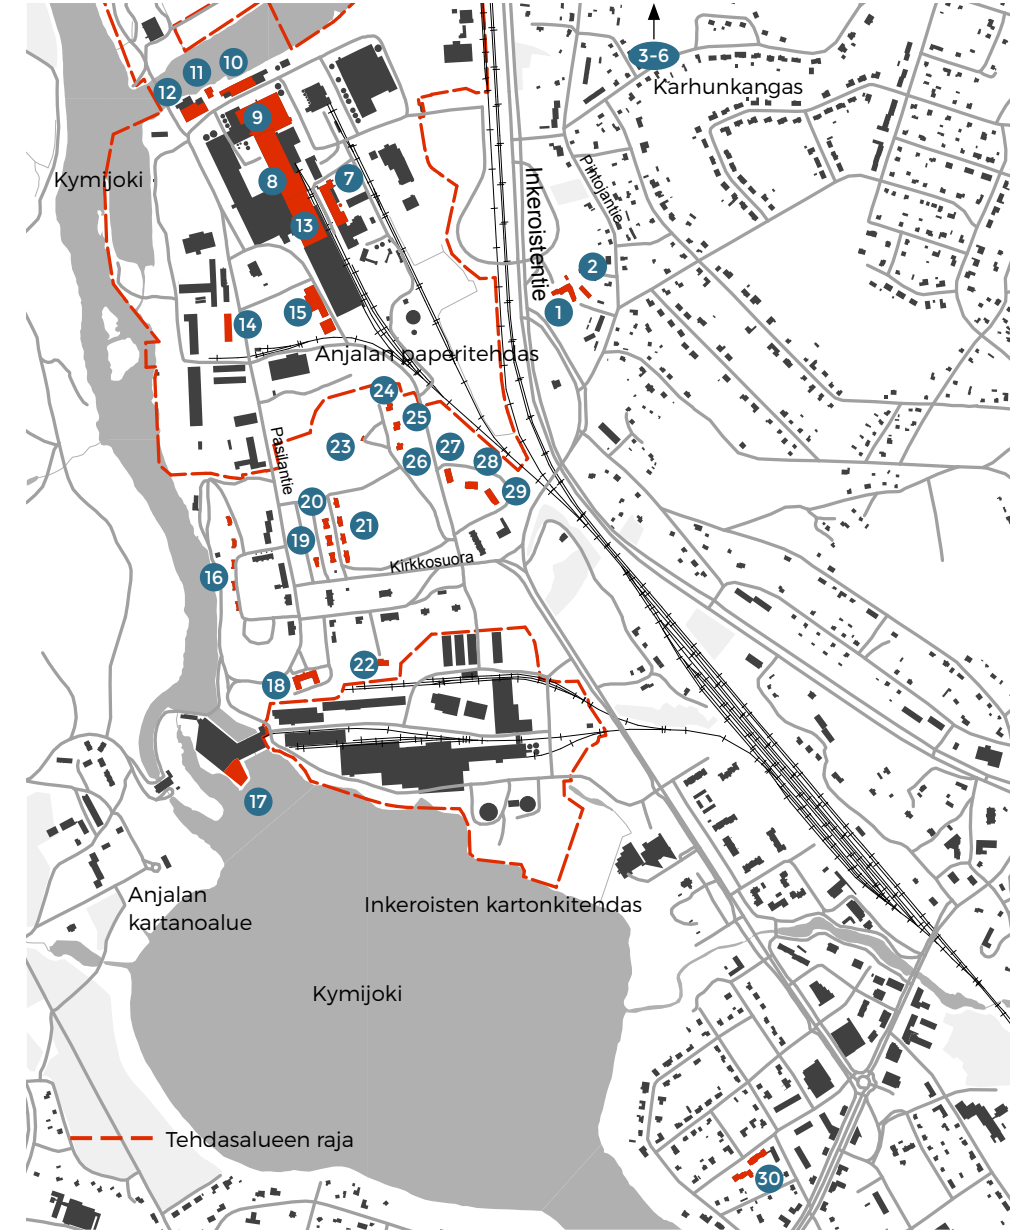 3-6
Karhunkangas
10
11
12
9
Kymijoki
8
7
13
Pihtojantie
Inkeroistentie
2
1
15
14
Anjalan paperitehdas
24
25
23
26
27
28
29
Pasilantie
20
21
19
16
Kirkkosuora
22
18
17
Anjalan
kartanoalue
Inkeroisten kartonkitehdas
Kymijoki
Tehdasalueen raja
30